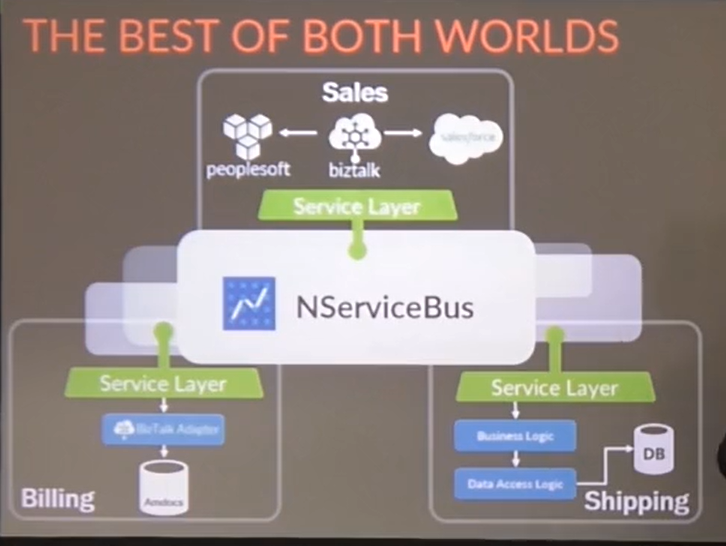 THE BEST OF BOTH WORLDS
Sales
peoplesoft
biztalk
salesforce
Service Layer
NServiceBus
Service Layer
BizTalk Adapter
Amdocs
Billing
Service Layer
Business Logic
Data Access Logic
DB
Shipping